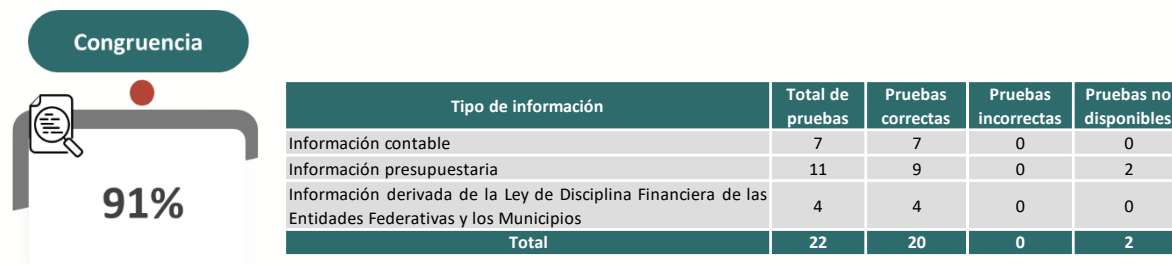 Congruencia
91%
Tipo de información Total de pruebas Pruebas correctas Pruebas incorrectas Pruebas no disponibles
Información contable 7 7 0 0
Información presupuestaria 11 9 0 2
Información derivada de la Ley de Disciplina Financiera de las
Entidades Federativas y los Municipios 4 4 0 0
Total 22 20 0 2